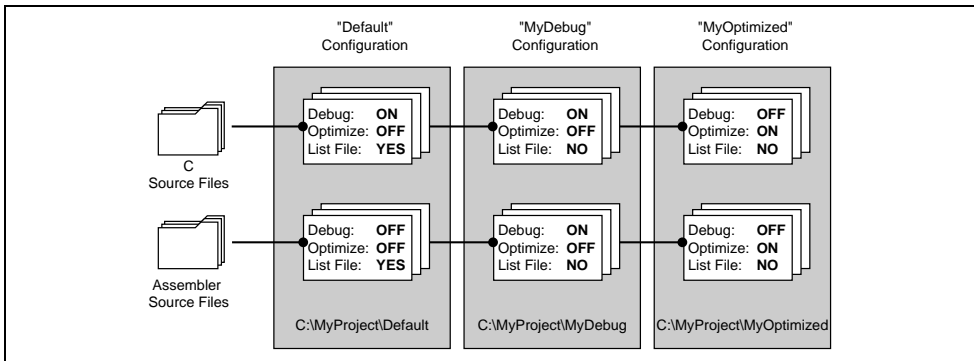 "Default"
Configuration
"MyDebug"
Configuration
"MyOptimized"
Configuration
C
Source Files
Debug: ON
Optimize: OFF
List File: YES
Debug: ON
Optimize: OFF
List File: NO
Debug: OFF
Optimize: ON
List File: NO
Assembler
Source Files
Debug: OFF
Optimize: OFF
List File: YES
Debug: ON
Optimize: OFF
List File: NO
Debug: OFF
Optimize: ON
List File: NO
C:\MyProject\Default
C:\MyProject\MyDebug
C:\MyProject\MyOptimized